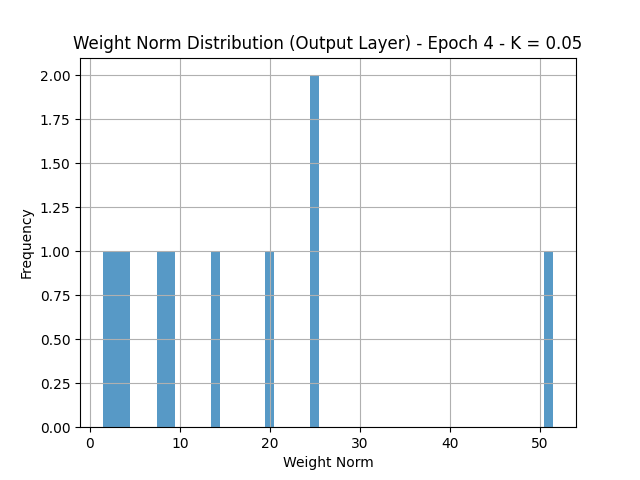 Weight Norm Distribution (Output Layer) - Epoch 4 - K = 0.05
2.00
1.75
1.50
1.25
1.00
0.75
0.50
0.25
0.00
Frequency
0 10 20 30 40 50
Weight Norm